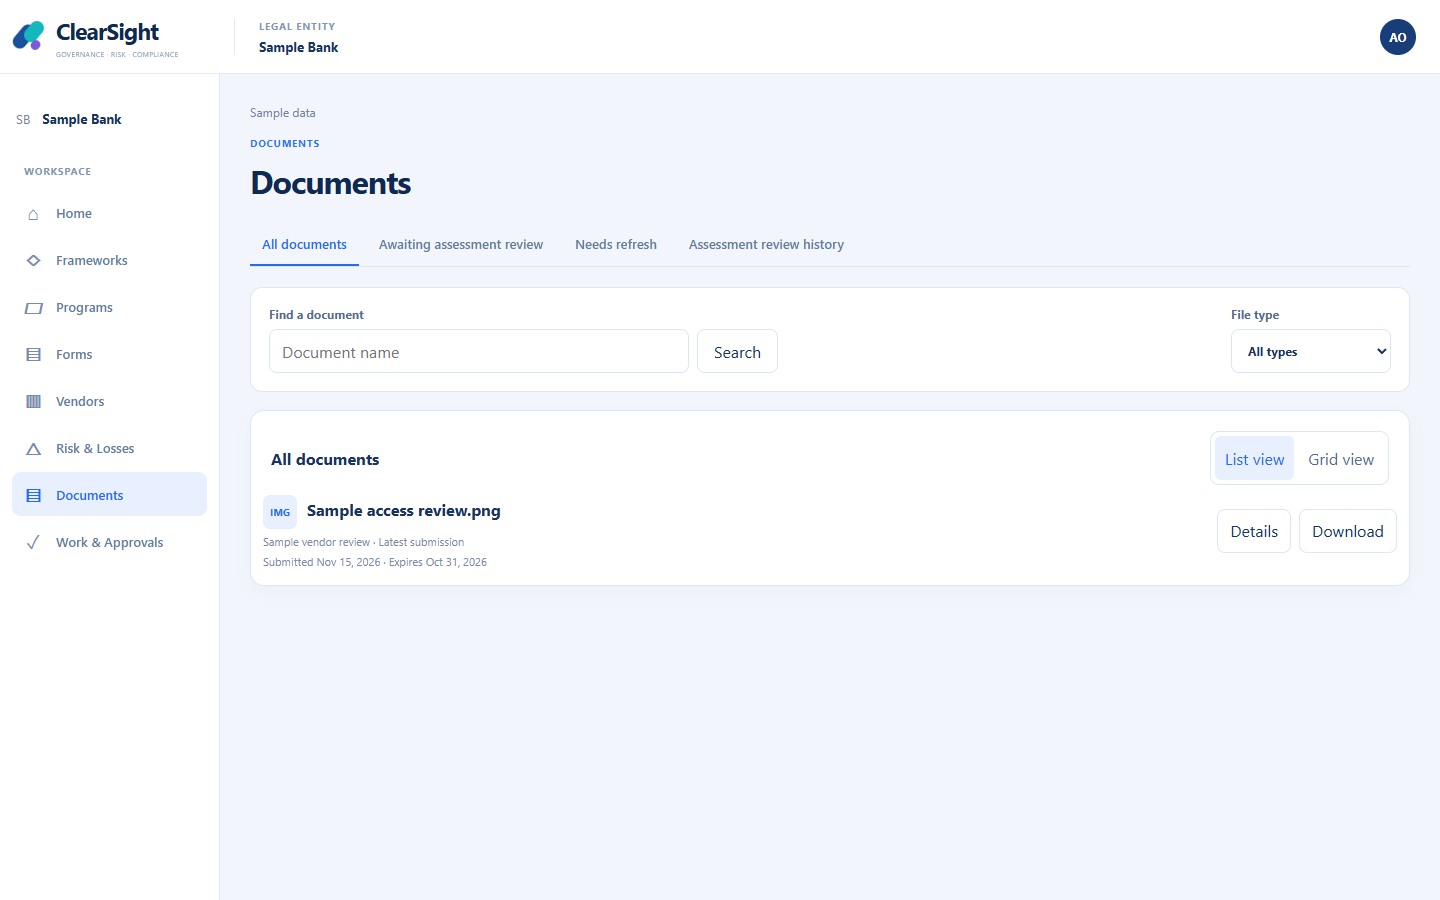 ClearSight
GOVERNANCE · RISK · COMPLIANCE
LEGAL ENTITY
Sample Bank
AO
SB Sample Bank
WORKSPACE
Home
Frameworks
Programs
Forms
Vendors
Risk & Losses
Documents
Work & Approvals
Sample data
DOCUMENTS
Documents
All documents Awaiting assessment review Needs refresh Assessment review history
Find a document
Document name Search
File type
All types
All documents
List view Grid view
IMG Sample access review.png
Sample vendor review · Latest submission
Submitted Nov 15, 2026 · Expires Oct 31, 2026
Details Download